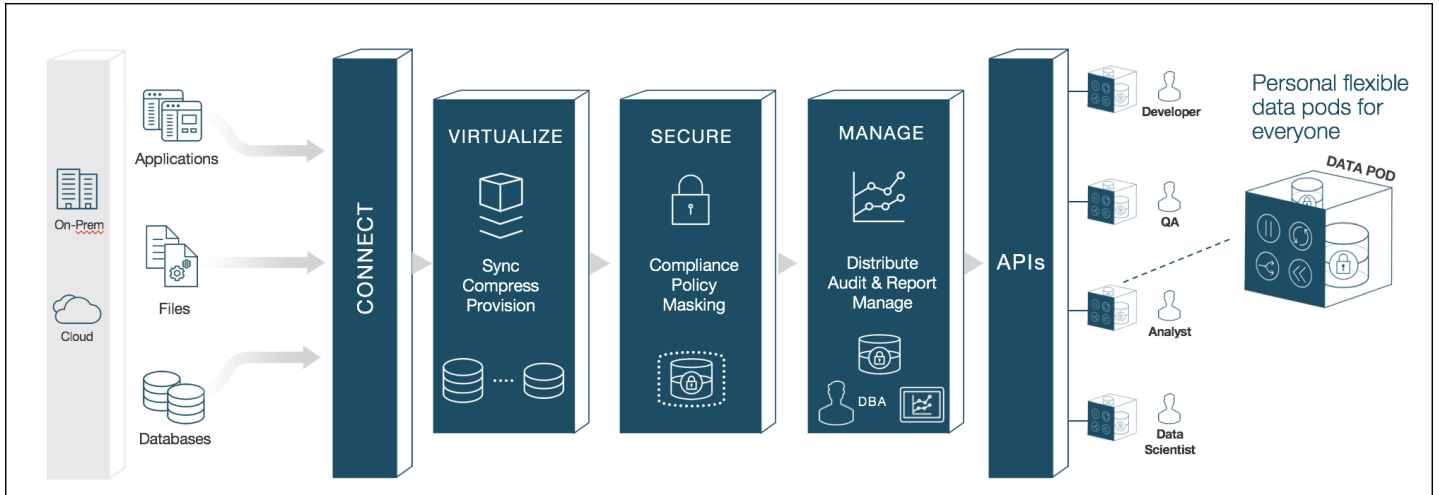 On-Prem
Cloud
Applications
Files
Databases
CONNECT
VIRTUALIZE
Sync
Compress
Provision
SECURE
Compliance
Policy
Masking
MANAGE
Distribute
Audit & Report
Manage
DBA
APIs
Developer
QA
Analyst
Data
Scientist
Personal flexible
data pods for
everyone
DATA POD